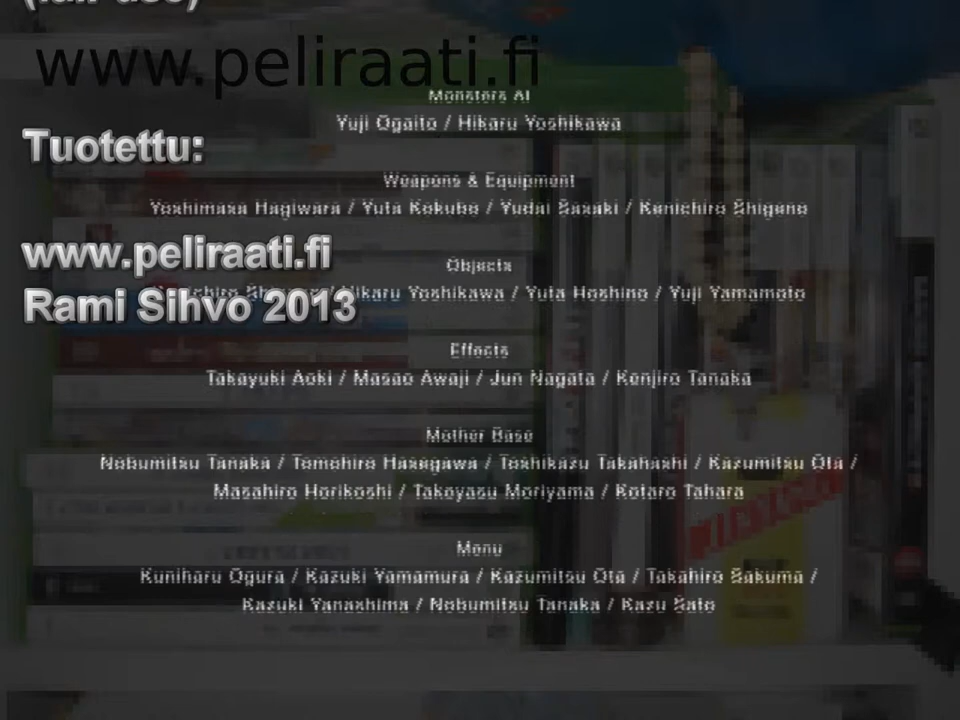 (fair use)
www.peliraati.fi
Monsters AI
Yuji Ogaito / Hikaru Yoshikawa
Tuotettu:
Weapons & Equipment
Yoshimasa Hagiwara / Yuta Kokubo / Yudai Sasaki / Kenichiro Shigeno
www.peliraati.fi
Objects
Hikaru Yoshikawa / Yuta Hoshino / Yuji Yamamoto
Rami Sihvo 2013
Effects
Takayuki Aoki / Masao Awaji / Jun Nagata / Kenjiro Tanaka
Mother Base
Nobumitsu Tanaka / Tomohiro Hasegawa / Toshikazu Takahashi / Kazumitsu Ota /
Masahiro Horikoshi / Takeyasu Moriyama / Kotaro Tahara
Menu
Kuniharu Ogura / Kazuki Yamamura / Kazumitsu Ota / Takahiro Sakuma /
Kazuki Yanashima / Nobumitsu Tanaka / Kazu Sato